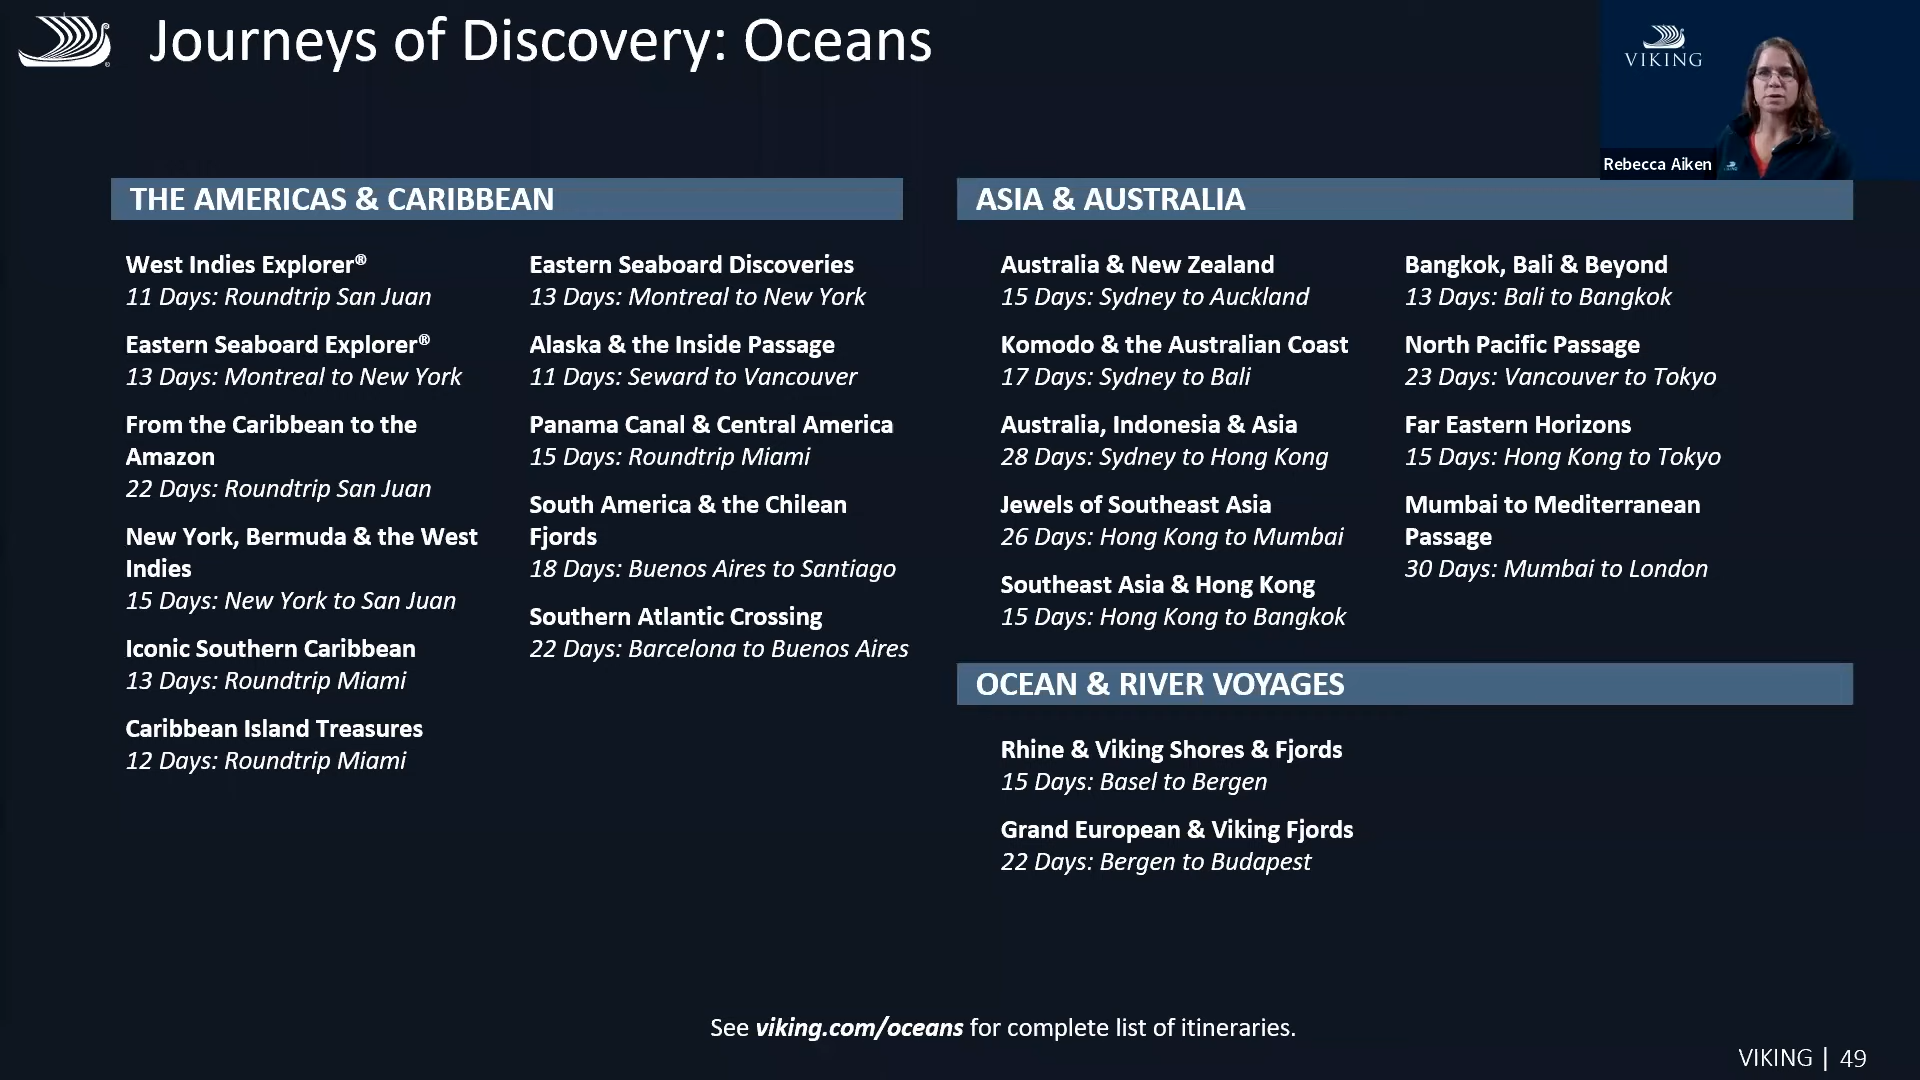 Journeys of Discovery: Oceans
VIKING
Rebecca Aiken
THE AMERICAS & CARIBBEAN
West Indies Explorer®
11 Days: Roundtrip San Juan
Eastern Seaboard Explorer®
13 Days: Montreal to New York
From the Caribbean to the
Amazon
22 Days: Roundtrip San Juan
New York, Bermuda & the West
Indies
15 Days: New York to San Juan
Iconic Southern Caribbean
13 Days: Roundtrip Miami
Caribbean Island Treasures
12 Days: Roundtrip Miami
Eastern Seaboard Discoveries
13 Days: Montreal to New York
Alaska & the Inside Passage
11 Days: Seward to Vancouver
Panama Canal & Central America
15 Days: Roundtrip Miami
South America & the Chilean
Fjords
18 Days: Buenos Aires to Santiago
Southern Atlantic Crossing
22 Days: Barcelona to Buenos Aires
ASIA & AUSTRALIA
Australia & New Zealand
15 Days: Sydney to Auckland
Komodo & the Australian Coast
17 Days: Sydney to Bali
Australia, Indonesia & Asia
28 Days: Sydney to Hong Kong
Jewels of Southeast Asia
26 Days: Hong Kong to Mumbai
Southeast Asia & Hong Kong
15 Days: Hong Kong to Bangkok
Bangkok, Bali & Beyond
13 Days: Bali to Bangkok
North Pacific Passage
23 Days: Vancouver to Tokyo
Far Eastern Horizons
15 Days: Hong Kong to Tokyo
Mumbai to Mediterranean
Passage
30 Days: Mumbai to London
OCEAN & RIVER VOYAGES
Rhine & Viking Shores & Fjords
15 Days: Basel to Bergen
Grand European & Viking Fjords
22 Days: Bergen to Budapest
See viking.com/oceans for complete list of itineraries.
VIKING | 49